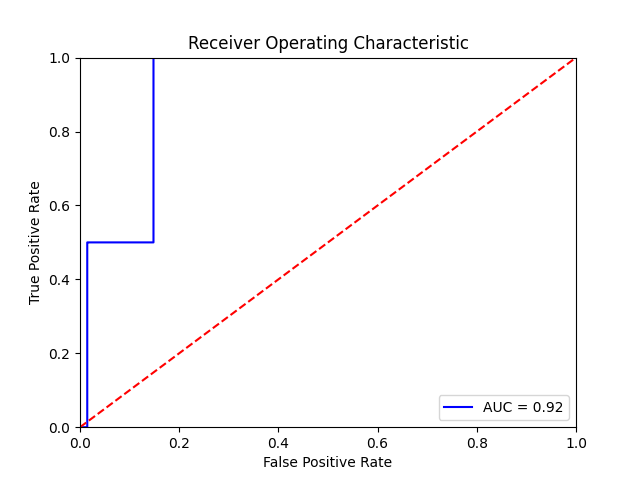 Receiver Operating Characteristic
True Positive Rate
1.0
0.8
0.6
0.4
0.2
0.0
AUC = 0.92
0.0 0.2 0.4 0.6 0.8 1.0
False Positive Rate